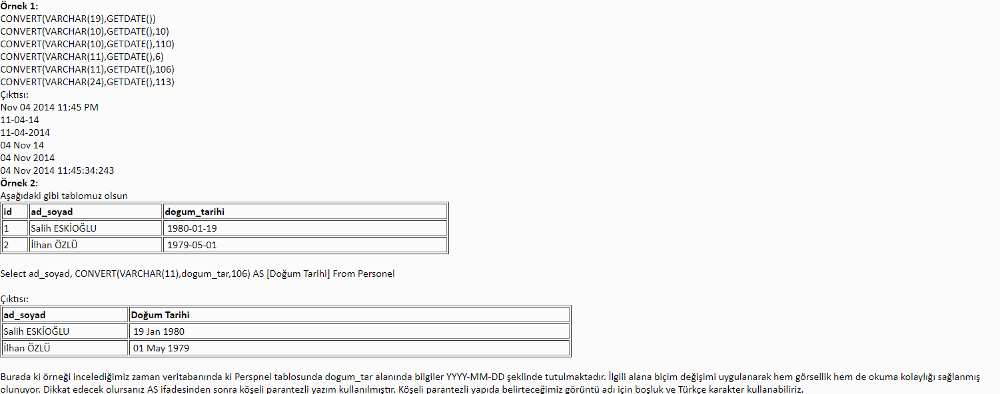 Örnek 1:
CONVERT(VARCHAR(19),GETDATE())
CONVERT(VARCHAR(10),GETDATE(),10)
CONVERT(VARCHAR(10),GETDATE(),110)
CONVERT(VARCHAR(11),GETDATE(),6)
CONVERT(VARCHAR(11),GETDATE(),106)
CONVERT(VARCHAR(24),GETDATE(),113)
Çıktısı:
Nov 04 2014 11:45 PM
11-04-14
11-04-2014
04 Nov 14
04 Nov 2014
04 Nov 2014 11:45:34:243
Örnek 2:
Aşağıdaki gibi tablomuz olsun
id ad_soyad dogum_tarihi
1 Salih ESKİOĞLU 1980-01-19
2 İlhan ÖZLÜ 1979-05-01
Select ad_soyad, CONVERT(VARCHAR(11),dogum_tar,106) AS [Doğum Tarihi] From Personel
Çıktısı:
ad_soyad Doğum Tarihi
Salih ESKİOĞLU 19 Jan 1980
İlhan ÖZLÜ 01 May 1979
Burada ki örneği incelediğimiz zaman veritabanında ki Perspnel tablosunda dogum_tar alanında bilgiler YYYY-MM-DD şeklinde tutulmaktadır. İlgili alana biçim değişimi uygulanarak hem görsellik hem de okuma kolaylığı sağlanmış
olunuyor. Dikkat edecek olursanız AS ifadesinden sonra köşeli parantezli yazım kullanılmıştır. Köşeli parantezli yapıda belirteceğimiz görüntü adı için boşluk ve Türkçe karakter kullanabiliriz.